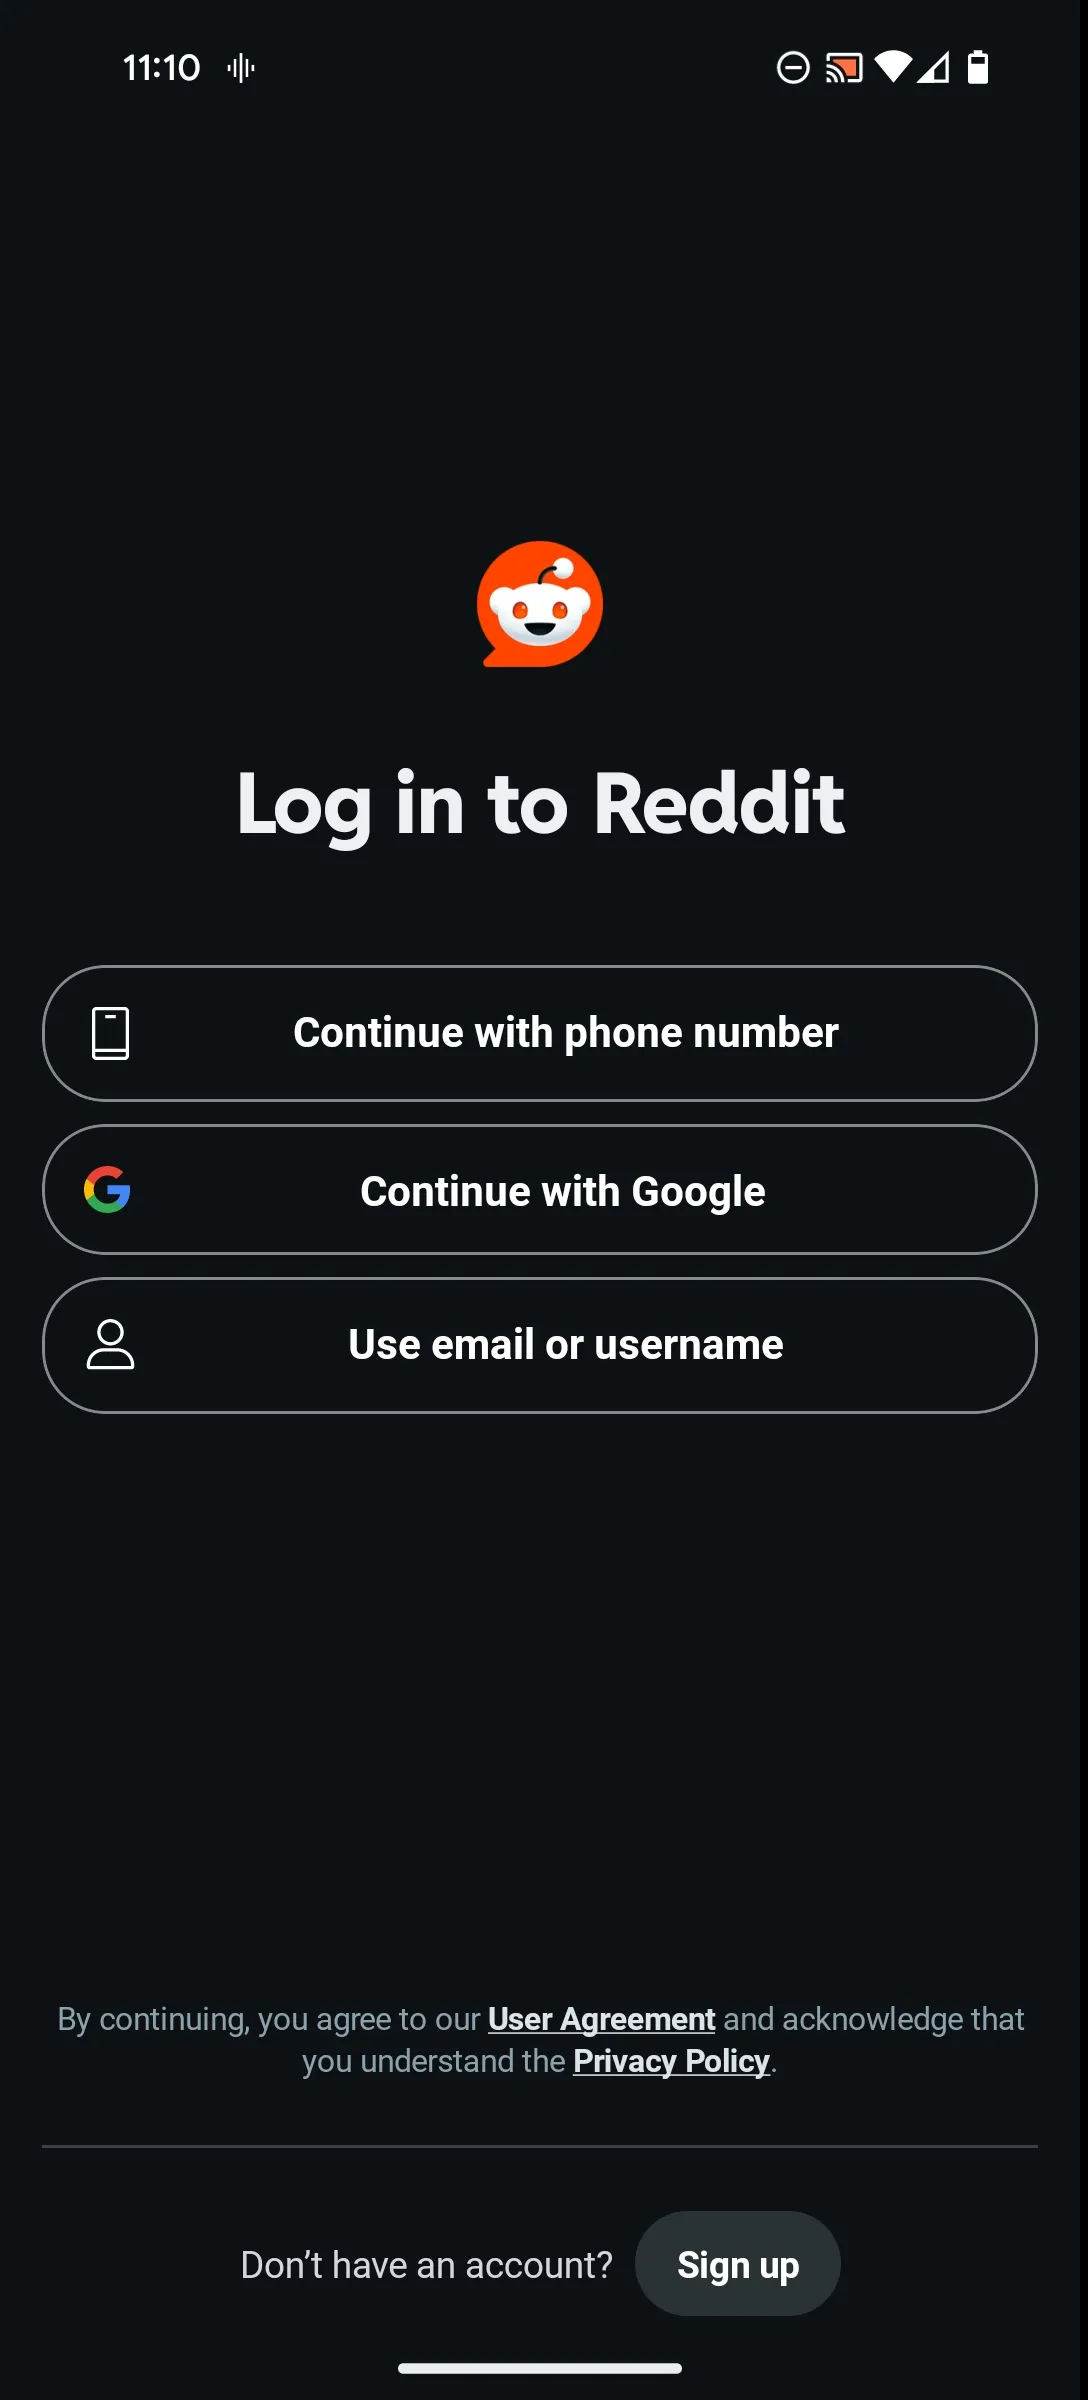 11:10
Log in to Reddit
Continue with phone number
Continue with Google
Use email or username
By continuing, you agree to our User Agreement and acknowledge that
you understand the Privacy Policy.
Don’t have an account? Sign up